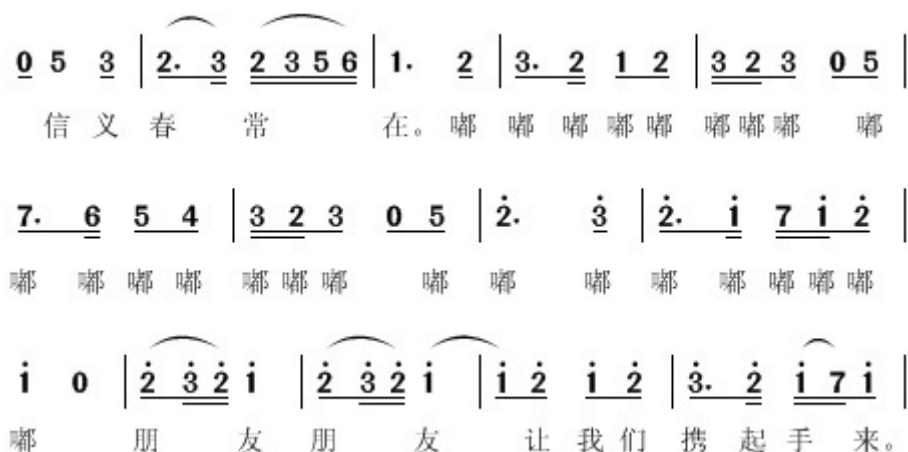 0 5 3 | 2. 3 2 3 5 6 | 1. 2 | 3. 2 1 2 | 3 2 3 0 5 |
信 义 春 常 在。嘟 嘟 嘟 嘟 嘟 嘟 嘟 嘟 嘟
7. 6 5 4 | 3 2 3 0 5 | 2̇. 3̇ | 2̇. 1̇ 7 1̇ 2̇ |
嘟 嘟 嘟 嘟 嘟 嘟 嘟 嘟 嘟 嘟 嘟 嘟 嘟 嘟 嘟
1̇ 0 | 2̇ 3̇ 2̇ 1̇ | 2̇ 3̇ 2̇ 1̇ | 1̇ 2̇ 1̇ 2̇ | 3̇. 2̇ 1̇ 7 1̇ |
嘟 朋 友 朋 友 让 我 们 携 起 手 来。